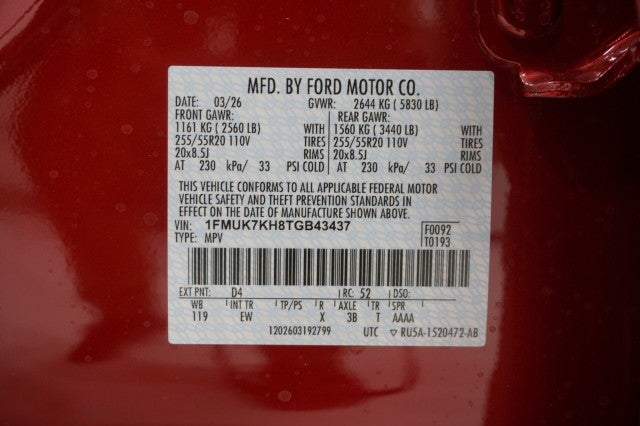 MFD. BY FORD MOTOR CO.
DATE: 03/26 GVWR: 2644 KG ( 5830 LB)
FRONT GAWR: REAR GAWR:
1161 KG ( 2560 LB) WITH 1560 KG ( 3440 LB) WITH
255/55R20 110V TIRES 255/55R20 110V TIRES
20x8.5J RIMS 20x8.5J RIMS
AT 230 kPa/ 33 PSI COLD AT 230 kPa/ 33 PSI COLD
THIS VEHICLE CONFORMS TO ALL APPLICABLE FEDERAL MOTOR
VEHICLE SAFETY AND THEFT PREVENTION STANDARDS IN
EFFECT ON THE DATE OF MANUFACTURE SHOWN ABOVE.
VIN: 1FMUK7KH8TGB43437 F0092
TYPE: MPV T0193
EXT PNT: D4 RC: 52 DSO:
WB INT TR TP/PS R AXLE TR SPR
119 EW X 3B T AAAA
1202603192799 UTC ▽ RU5A-1520472-AB